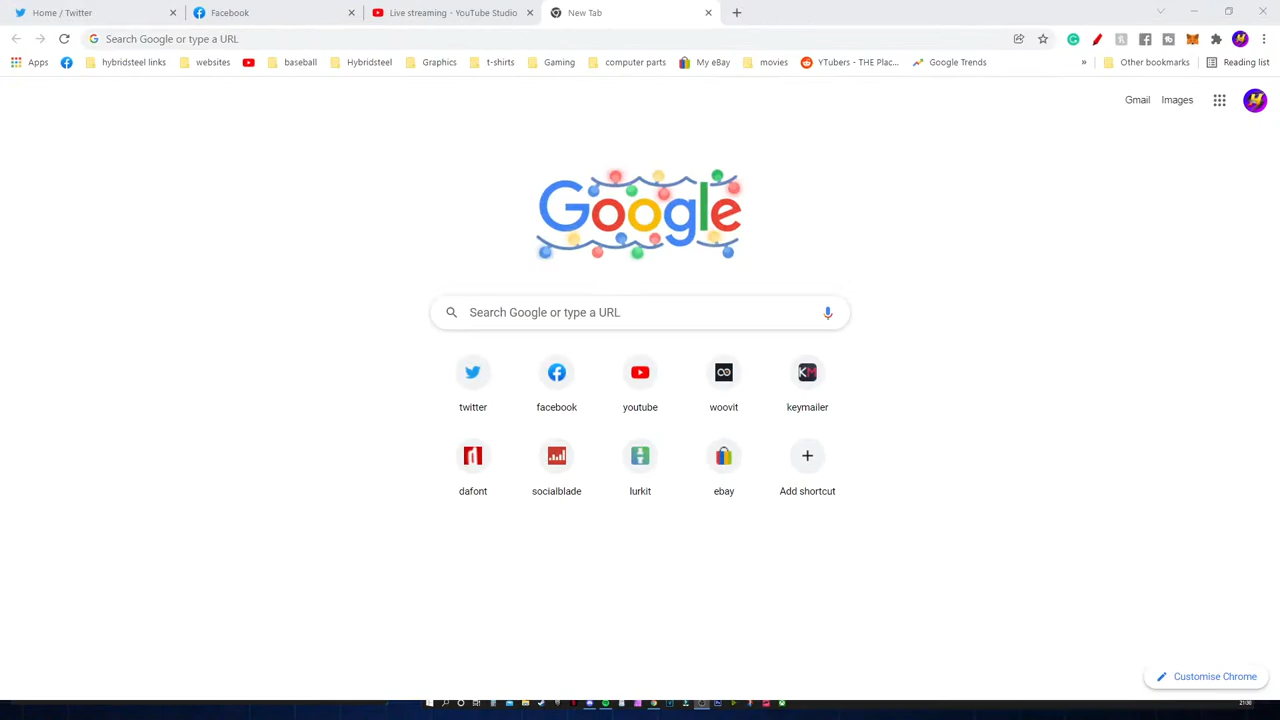 Home / Twitter
Facebook
Live streaming - YouTube Studio
New Tab
Search Google or type a URL
Apps
hybridsteel links
websites
baseball
Hybridsteel
Graphics
t-shirts
Gaming
computer parts
My eBay
movies
YTubers - THE Plac...
Google Trends
»
Other bookmarks
Reading list
Gmail
Images
Google
Search Google or type a URL
twitter
facebook
youtube
woovit
keymailer
dafont
socialblade
lurkit
ebay
Add shortcut
Customise Chrome